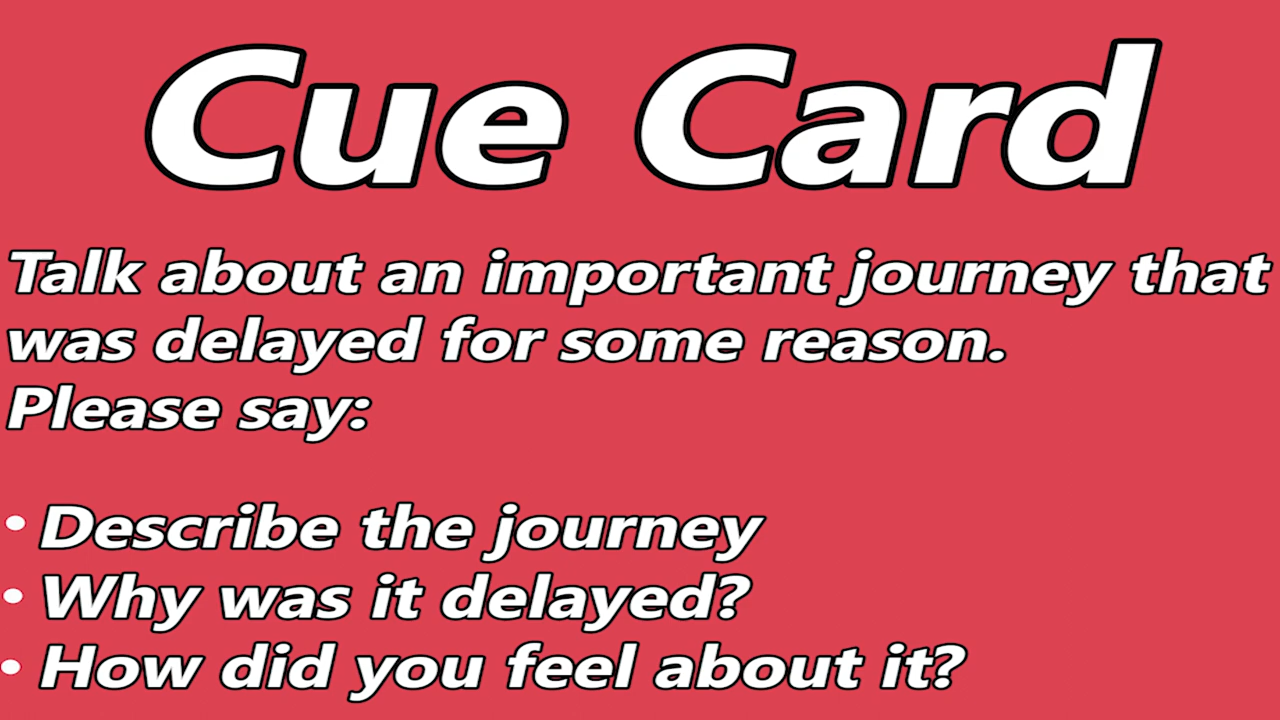 Cue Card
Talk about an important journey that
was delayed for some reason.
Please say:
• Describe the journey
• Why was it delayed?
• How did you feel about it?